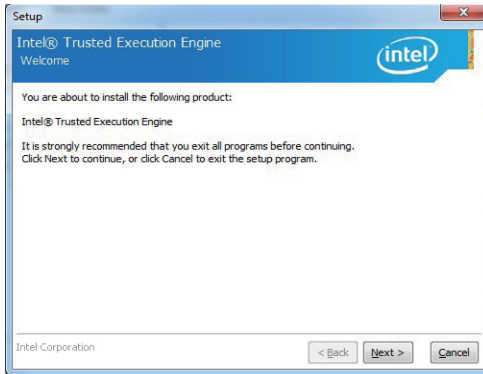 Setup
Intel® Trusted Execution Engine
Welcome
intel
You are about to install the following product:
Intel® Trusted Execution Engine
It is strongly recommended that you exit all programs before continuing.
Click Next to continue, or click Cancel to exit the setup program.
Intel Corporation
< Back
Next >
Cancel